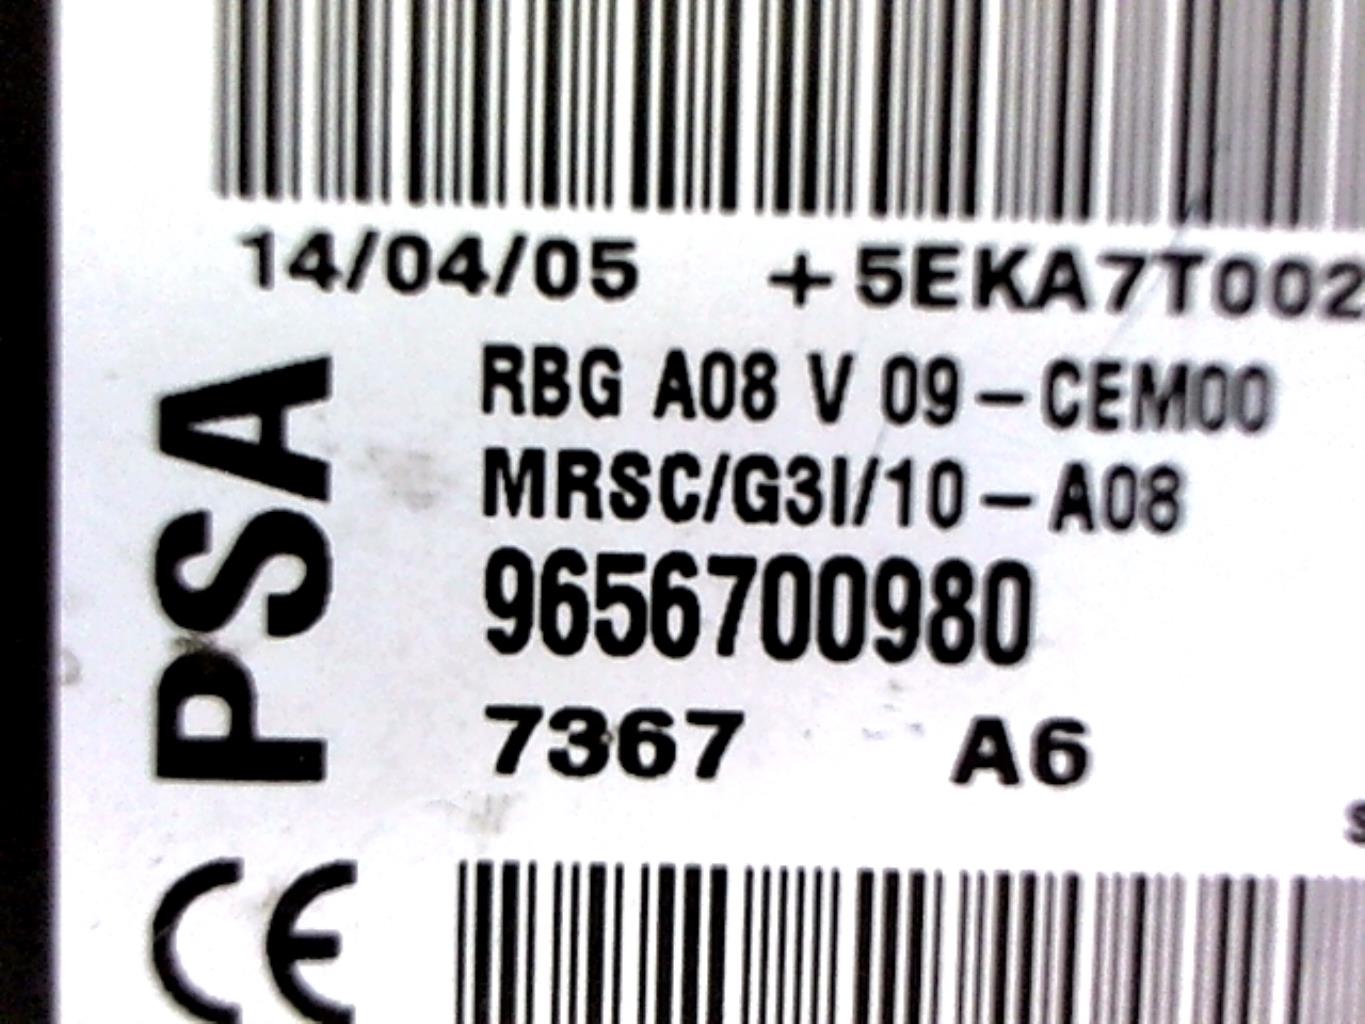 14/04/05 +5EKA7T002
RBG A08 V 09-CEM00
MRSC/G3I/10-A08
9656700980
7367 A6
PSA
CE